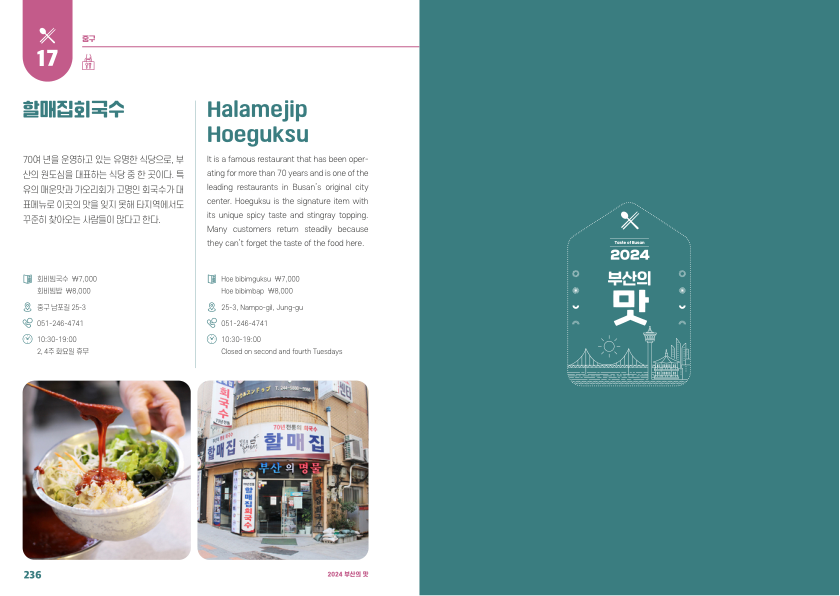 17
중구
할매집회국수
70여 년을 운영하고 있는 유명한 식당으로, 부
산의 원도심을 대표하는 식당 중 한 곳이다. 특
유의 매운맛과 가오리회가 고명인 회국수가 대
표메뉴로 이곳의 맛을 잊지 못해 타지역에서도
꾸준히 찾아오는 사람들이 많다고 한다.
Halamejip
Hoeguksu
It is a famous restaurant that has been oper-
ating for more than 70 years and is one of the
leading restaurants in Busan's original city
center. Hoeguksu is the signature item with
its unique spicy taste and stingray topping.
Many customers return steadily because
they can't forget the taste of the food here.
회비빔국수 ₩7,000
회비빔밥 ₩8,000
중구 남포길 25-3
051-246-4741
10:30-19:00
2, 4주 화요일 휴무
Hoe bibimguksu ₩7,000
Hoe bibimbap ₩8,000
25-3, Nampo-gil, Jung-gu
051-246-4741
10:30-19:00
Closed on second and fourth Tuesdays
회국수
할매집
70년전통의 회국수
할매집
부산의명물
할매집회국수
236
2024 부산의 맛
Taste of Busan
2024
부산의
맛